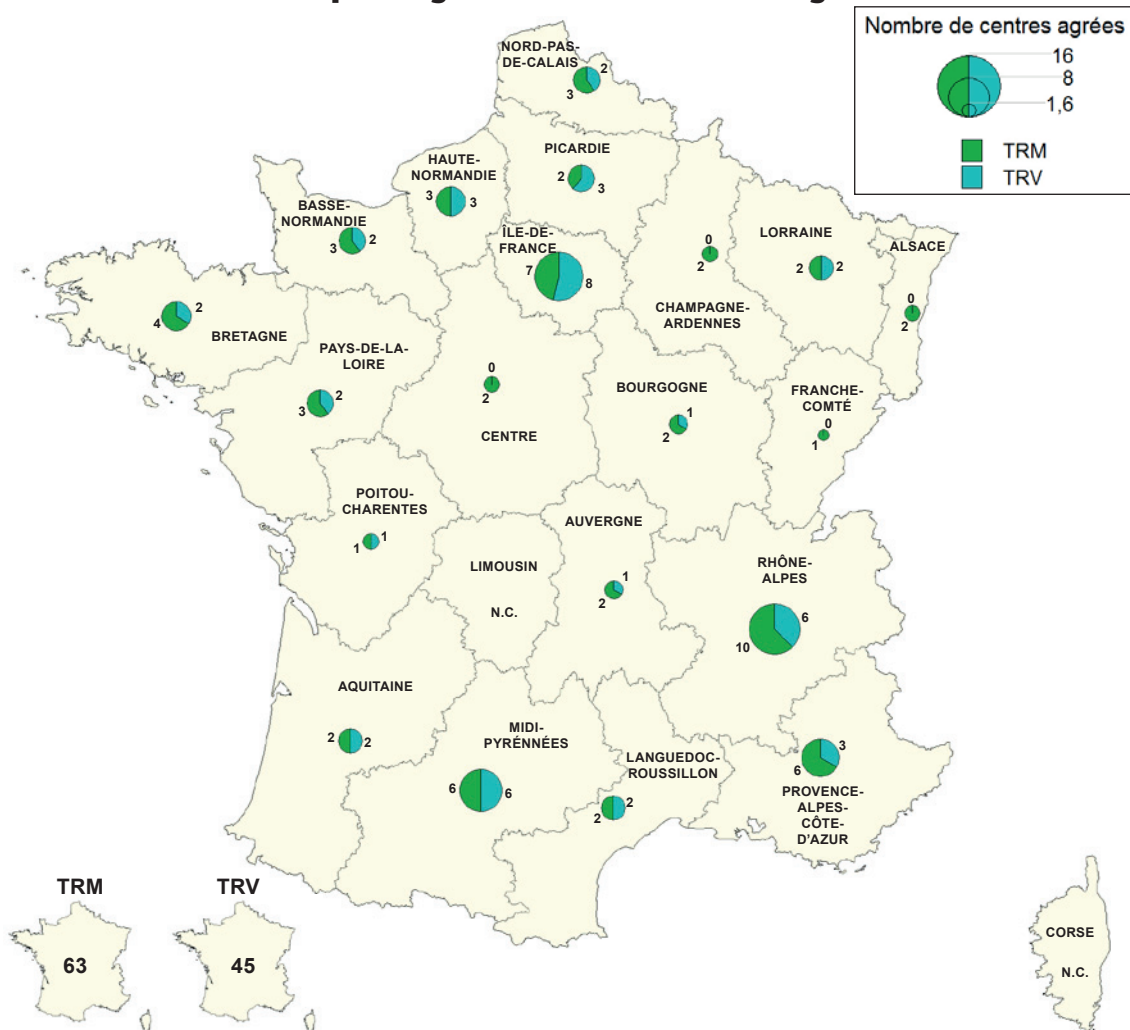 Nombre de centres agrées
16
8
1,6
TRM
TRV
NORD-PAS-
DE-CALAIS
2
3
PICARDIE
2
3
HAUTE-
NORMANDIE
3
3
BASSE-
NORMANDIE
3
2
ÎLE-DE-
FRANCE
7
8
0
2
CHAMPAGNE-
ARDENNES
LORRAINE
2
2
ALSACE
0
2
2
4
BRETAGNE
PAYS-DE-LA-
LOIRE
2
3
0
2
CENTRE
BOURGOGNE
1
2
FRANCHE-
COMTÉ
0
1
POITOU-
CHARENTES
1
1
LIMOUSIN
N.C.
AUVERGNE
1
2
RHÔNE-
ALPES
6
10
AQUITAINE
2
2
MIDI-
PYRÉNNÉES
6
6
LANGUEDOC-
ROUSSILLON
2
2
3
6
PROVENCE-
ALPES-
CÔTE-
D'AZUR
TRM
63
TRV
45
CORSE
N.C.